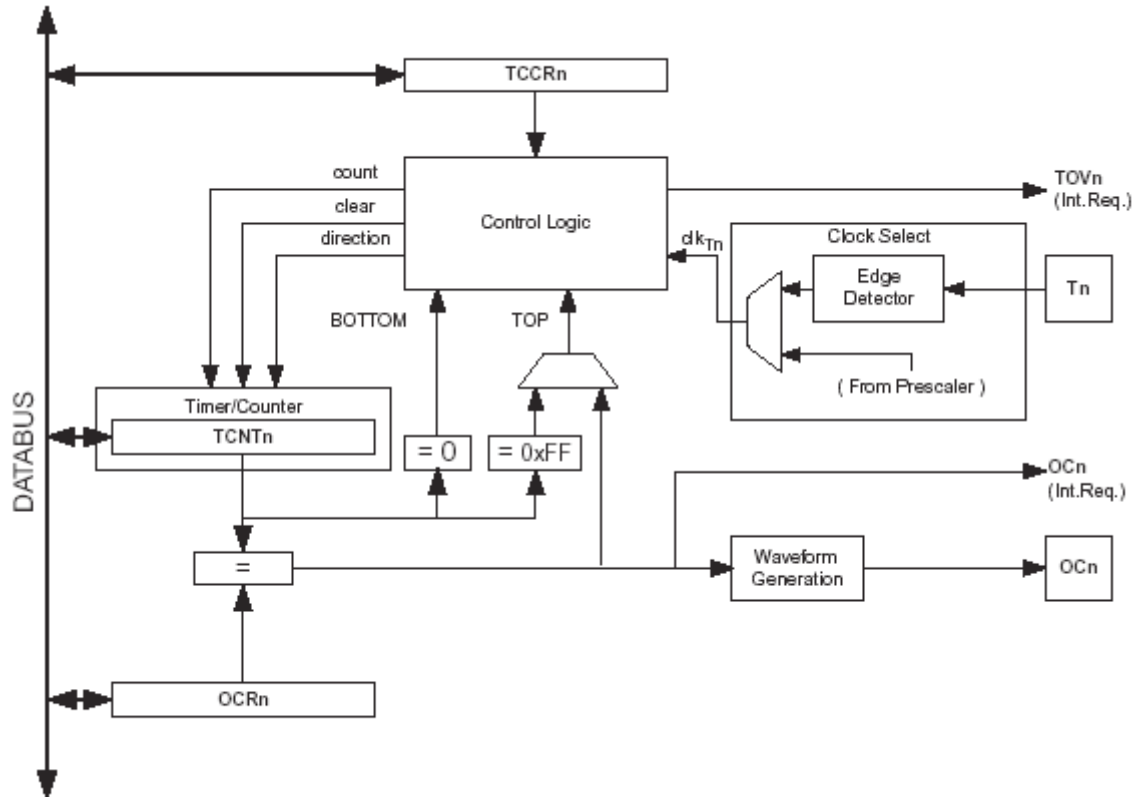 TCCRn
count
clear
direction
Control Logic
TOVn
(Int.Req.)
clkTn
Clock Select
Edge
Detector
Tn
BOTTOM
TOP
( From Prescaler )
DATABUS
Timer/Counter
TCNTn
= 0
= 0xFF
OCn
(Int.Req.)
=
Waveform
Generation
OCn
OCRn